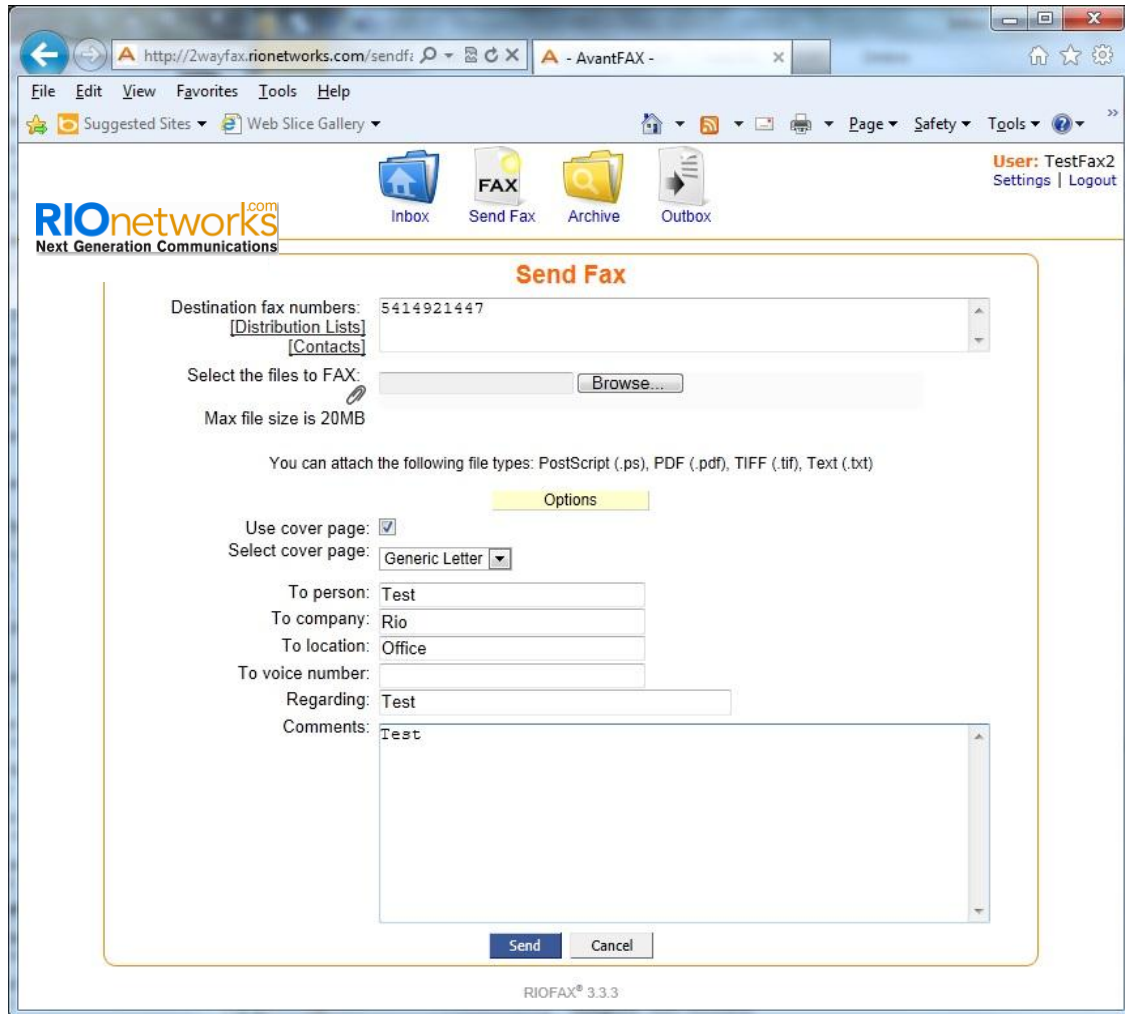 http://2wayfax.rionetworks.com/sendfa
A - AvantFAX -
File Edit View Favorites Tools Help
Suggested Sites Web Slice Gallery
Page Safety Tools
User: TestFax2
Settings | Logout
FAX
Inbox Send Fax Archive Outbox
RIOnetworks.com
Next Generation Communications
Send Fax
Destination fax numbers: 5414921447
[Distribution Lists]
[Contacts]
Select the files to FAX: Browse...
Max file size is 20MB
You can attach the following file types: PostScript (.ps), PDF (.pdf), TIFF (.tif), Text (.txt)
Options
Use cover page:
Select cover page: Generic Letter
To person: Test
To company: Rio
To location: Office
To voice number:
Regarding: Test
Comments: Test
Send Cancel
RIOFAX® 3.3.3